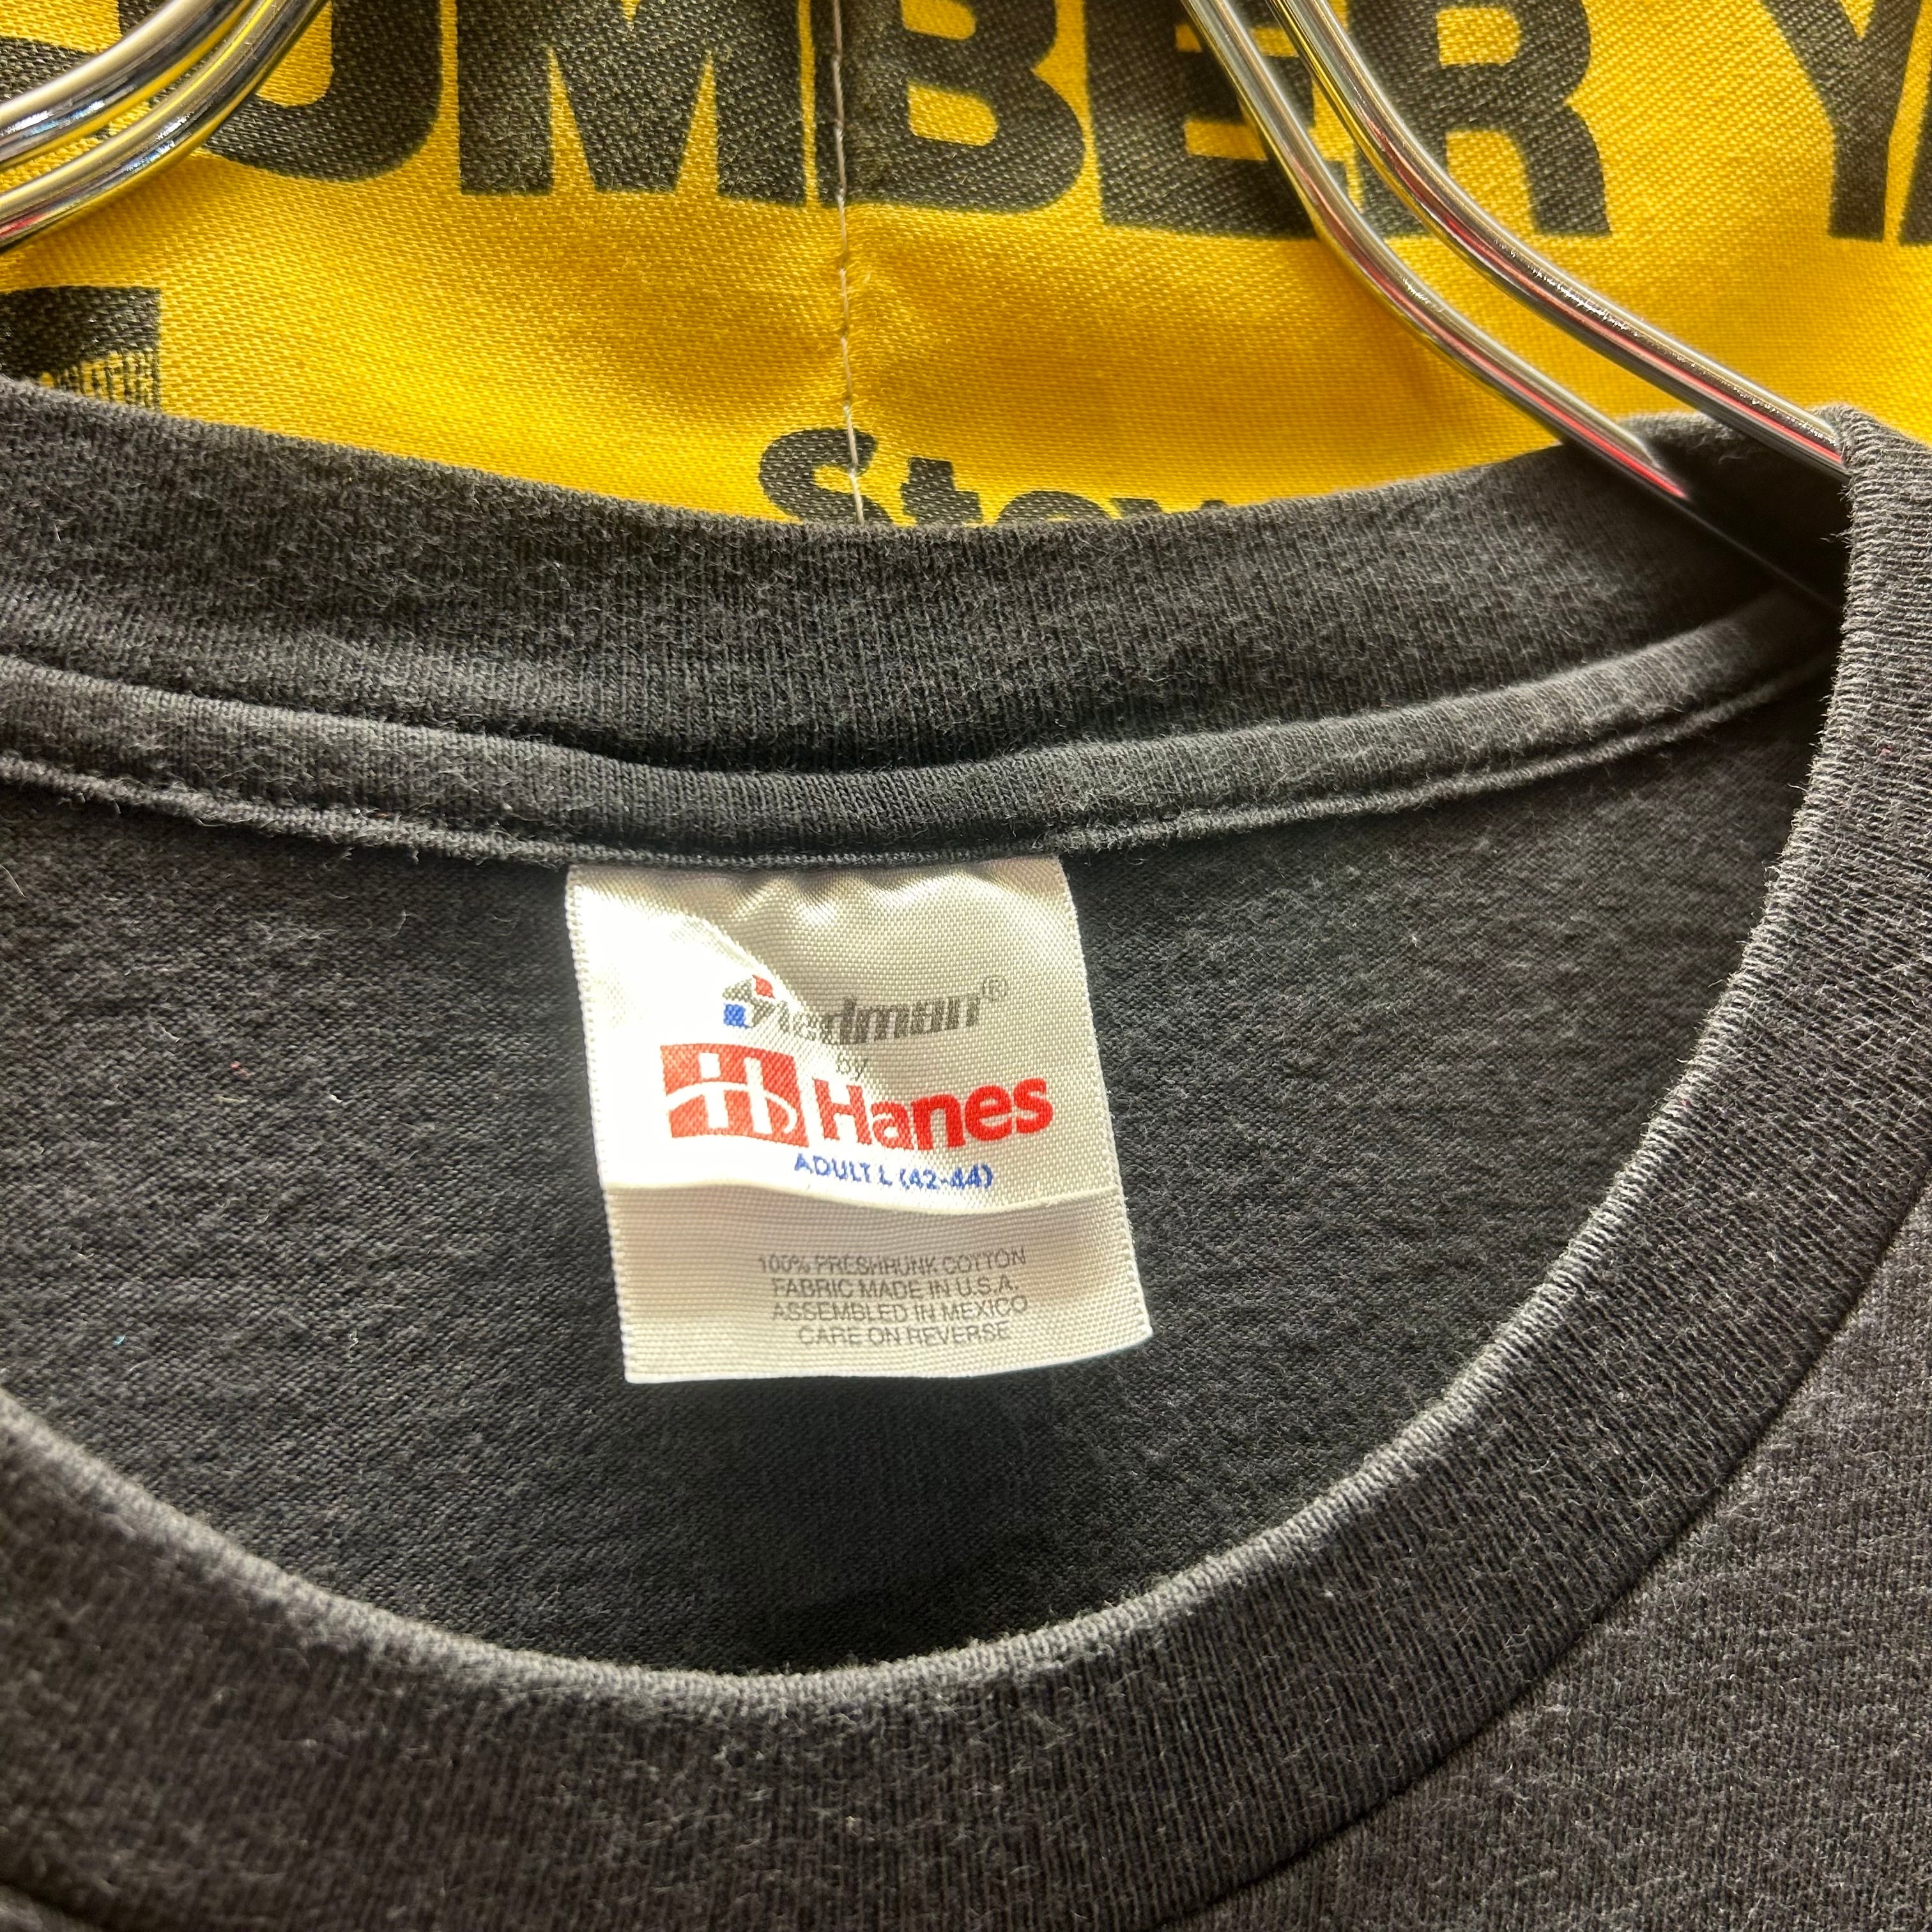 UMBER YA
Stev
Stedman®
by
H Hanes
ADULT L (42-44)
100% PRESHRUNK COTTON
FABRIC MADE IN U.S.A.
ASSEMBLED IN MEXICO
CARE ON REVERSE